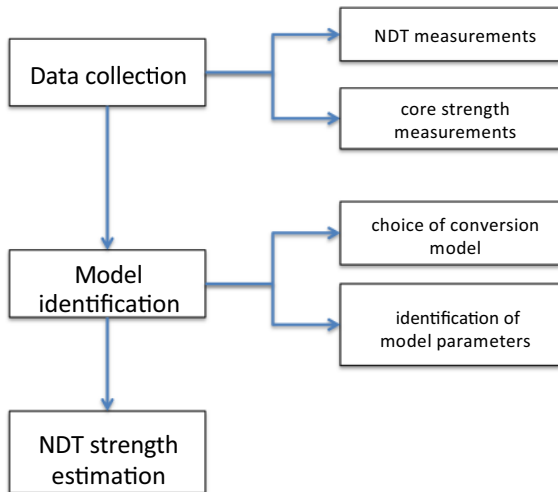 Data collection
NDT measurements
core strength
measurements
Model
identification
choice of conversion
model
identification of
model parameters
NDT strength
estimation